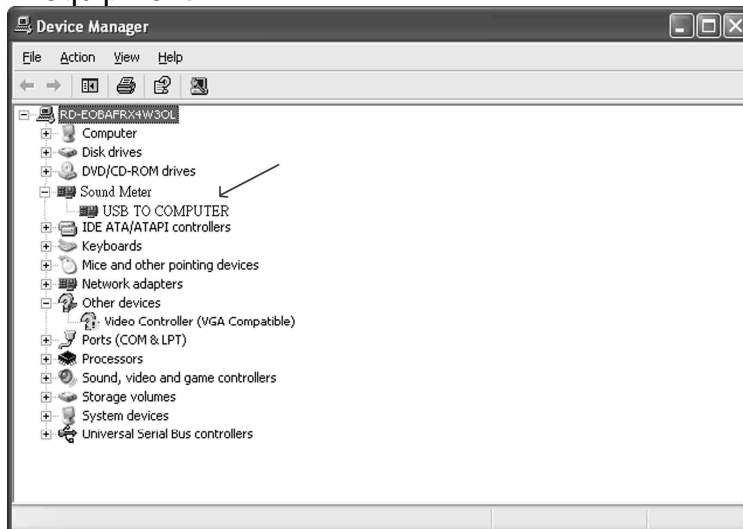 Device Manager
File Action View Help
RD-EOBAFRX4W3OL
Computer
Disk drives
DVD/CD-ROM drives
Sound Meter
USB TO COMPUTER
IDE ATA/ATAPI controllers
Keyboards
Mice and other pointing devices
Network adapters
Other devices
Video Controller (VGA Compatible)
Ports (COM & LPT)
Processors
Sound, video and game controllers
Storage volumes
System devices
Universal Serial Bus controllers